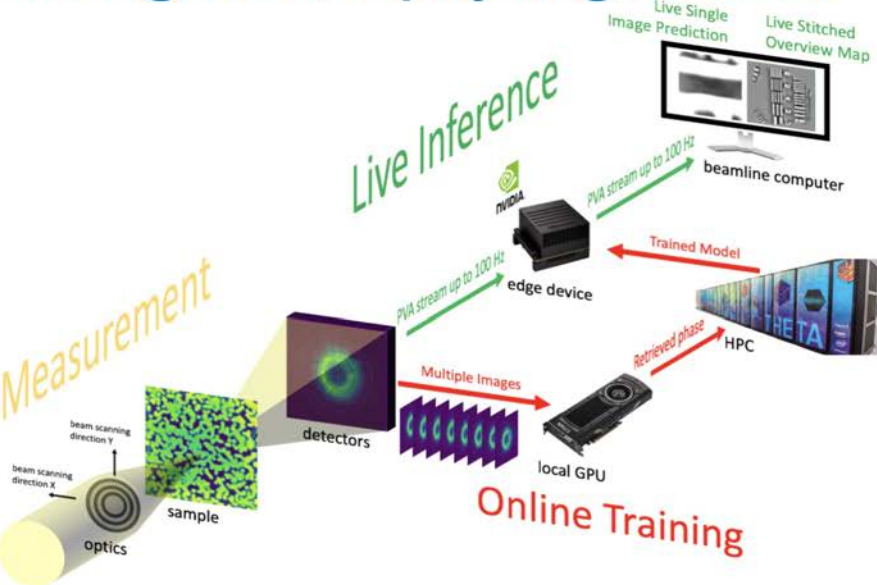 Live Single
Image Prediction
Live Stitched
Overview Map
Live Inference
beamline computer
PVA stream up to 100 Hz
NVIDIA
edge device
Trained Model
PVA stream up to 100 Hz
THETA
HPC
Measurement
Retrieved phase
Multiple Images
detectors
local GPU
beam scanning
direction Y
beam scanning
direction X
sample
optics
Online Training